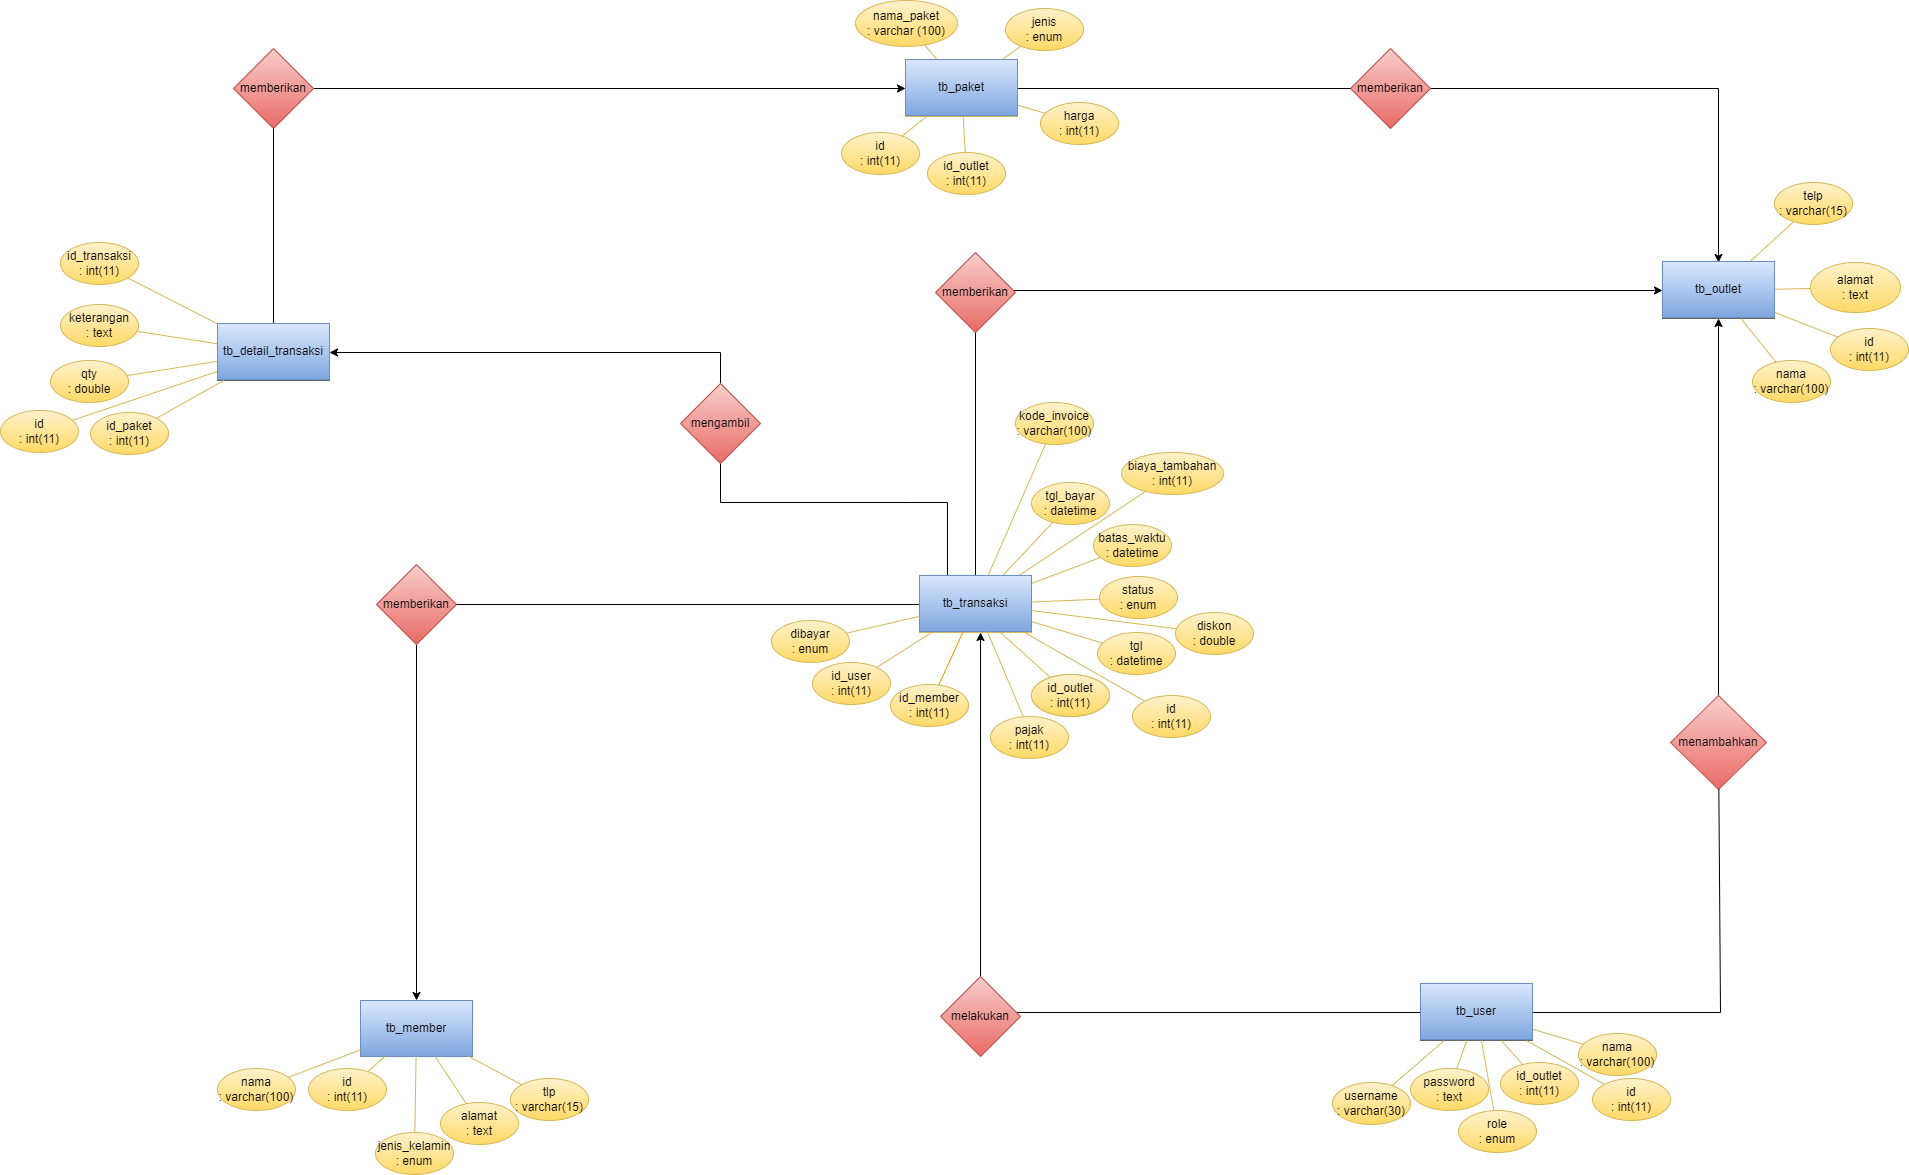 nama_paket
: varchar (100)
jenis
: enum
memberikan
tb_paket
memberikan
harga
: int(11)
id
: int(11)
id_outlet
: int(11)
telp
: varchar(15)
id_transaksi
: int(11)
memberikan
tb_outlet
alamat
: text
keterangan
: text
tb_detail_transaksi
id
: int(11)
qty
: double
nama
: varchar(100)
id
: int(11)
id_paket
: int(11)
mengambil
kode_invoice
: varchar(100)
biaya_tambahan
: int(11)
tgl_bayar
: datetime
batas_waktu
: datetime
memberikan
tb_transaksi
status
: enum
dibayar
: enum
diskon
: double
tgl
: datetime
id_user
: int(11)
id_member
: int(11)
id_outlet
: int(11)
id
: int(11)
pajak
: int(11)
menambahkan
tb_member
melakukan
tb_user
nama
: varchar(100)
id
: int(11)
tlp
: varchar(15)
alamat
: text
jenis_kelamin
: enum
username
: varchar(30)
password
: text
id_outlet
: int(11)
nama
: varchar(100)
id
: int(11)
role
: enum